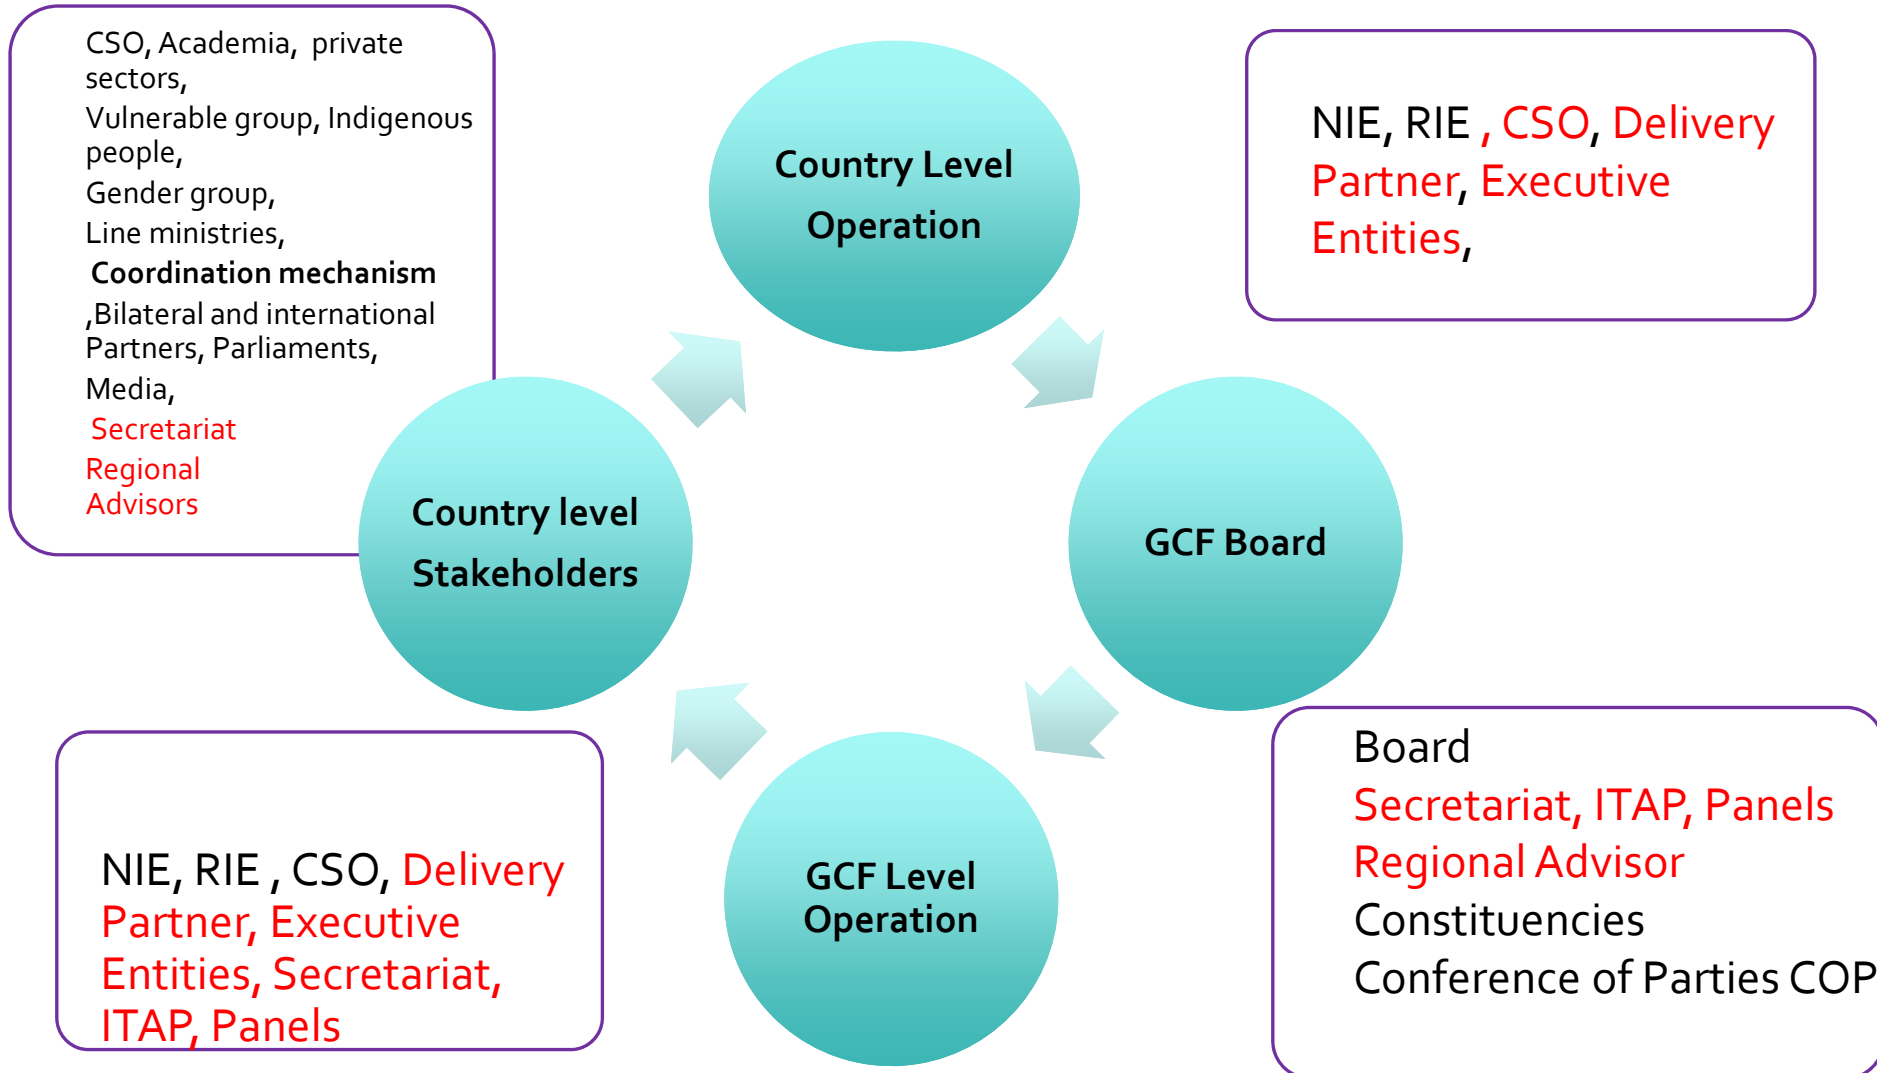 CSO, Academia, private
sectors,
Vulnerable group, Indigenous
people,
Gender group,
Line ministries,
Coordination mechanism
,Bilateral and international
Partners, Parliaments,
Media,
Secretariat
Regional
Advisors
Country Level
Operation
NIE, RIE , CSO, Delivery
Partner, Executive
Entities,
Country level
Stakeholders
GCF Board
NIE, RIE , CSO, Delivery
Partner, Executive
Entities, Secretariat,
ITAP, Panels
GCF Level
Operation
Board
Secretariat, ITAP, Panels
Regional Advisor
Constituencies
Conference of Parties COP